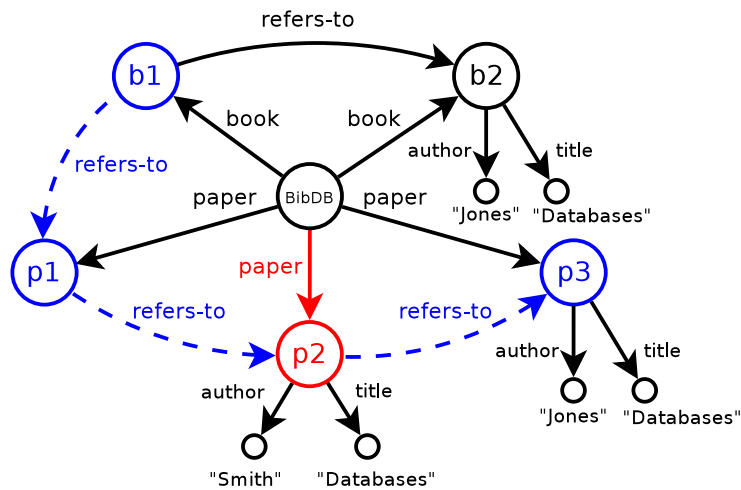 refers-to
b1
b2
book
book
author
title
refers-to
BibDB
paper
paper
"Jones"
"Databases"
p1
paper
p3
refers-to
refers-to
p2
author
title
author
title
"Jones"
"Databases"
"Smith"
"Databases"